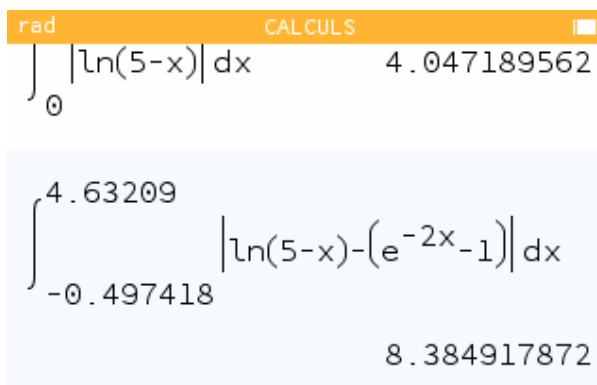 rad CALCULS
∫ |ln(5-x)| dx 4.047189562
0
4.63209
∫ |ln(5-x)-(e^-2x-1)| dx
-0.497418
8.384917872